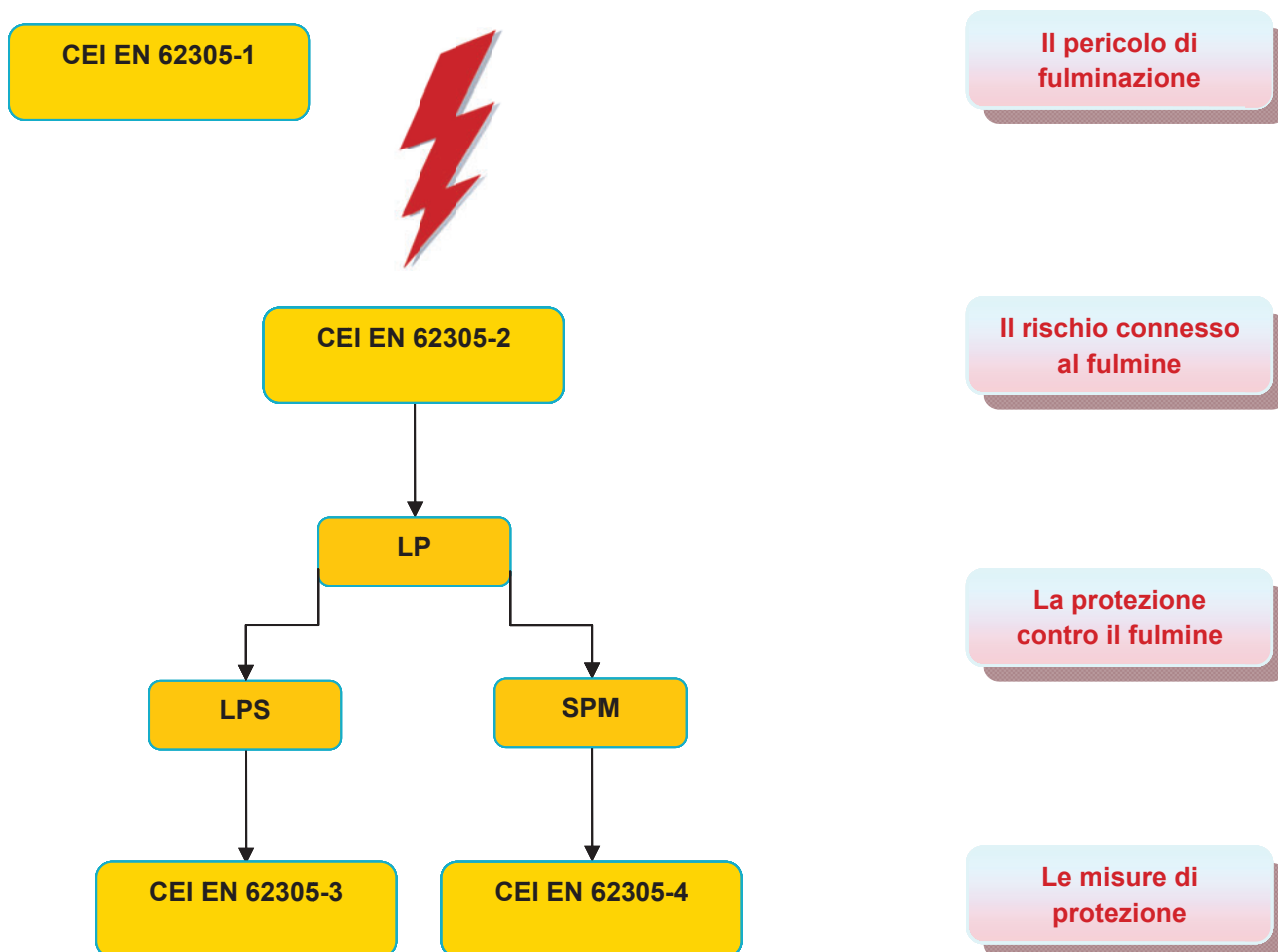 CEI EN 62305-1
Il pericolo di
fulminazione
CEI EN 62305-2
Il rischio connesso
al fulmine
LP
La protezione
contro il fulmine
LPS
SPM
CEI EN 62305-3
CEI EN 62305-4
Le misure di
protezione